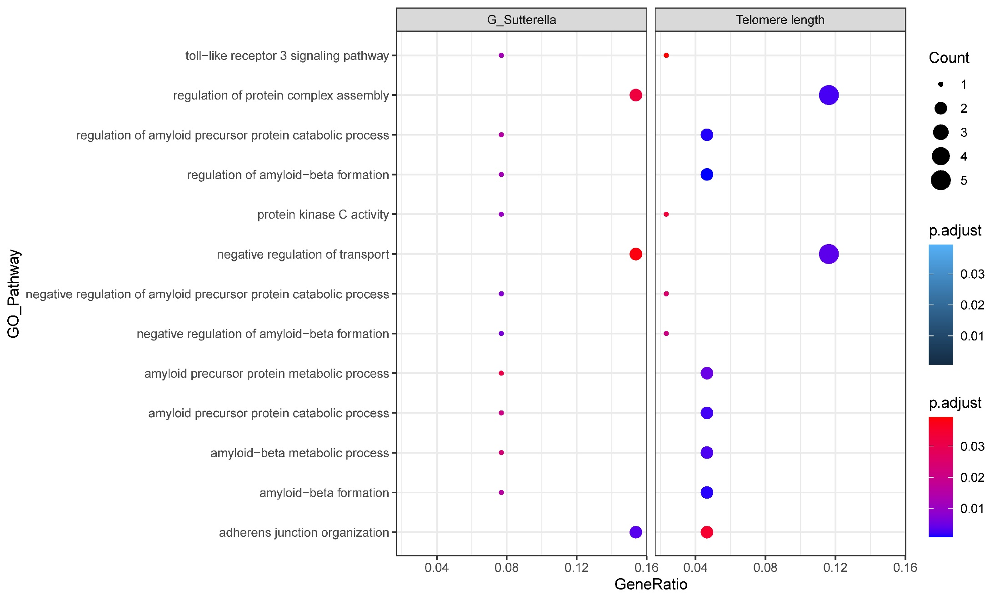 G_Sutterella
Telomere length
toll−like receptor 3 signaling pathway
regulation of protein complex assembly
regulation of amyloid precursor protein catabolic process
regulation of amyloid−beta formation
protein kinase C activity
negative regulation of transport
negative regulation of amyloid precursor protein catabolic process
negative regulation of amyloid−beta formation
amyloid precursor protein metabolic process
amyloid precursor protein catabolic process
amyloid−beta metabolic process
amyloid−beta formation
adherens junction organization
GO_Pathway
0.04 0.08 0.12 0.16
0.04 0.08 0.12 0.16
GeneRatio
Count
1
2
3
4
5
p.adjust
0.03
0.02
0.01
p.adjust
0.03
0.02
0.01